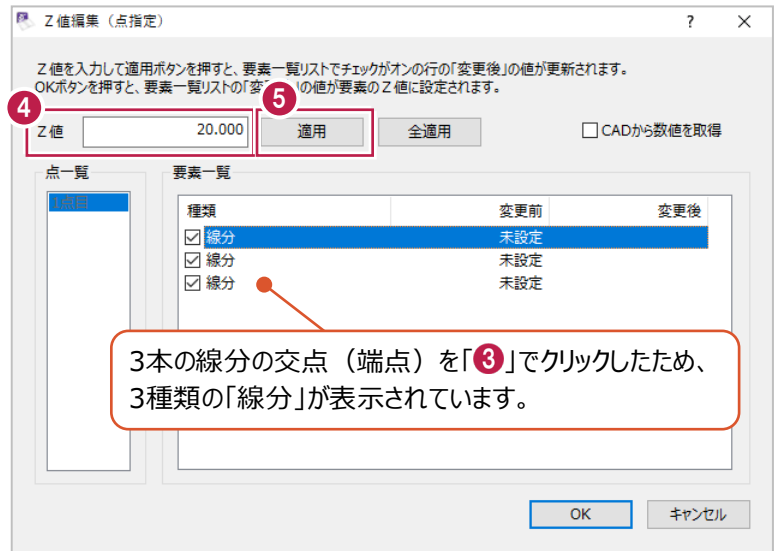 Z値編集（点指定）
?
×
Z値を入力して適用ボタンを押すと、要素一覧リストでチェックがオンの行の「変更後」の値が更新されます。
OKボタンを押すと、要素一覧リストの「変 」の値が要素のZ値に設定されます。
4
5
Z値 20.000 適用 全適用 CADから数値を取得
点一覧 要素一覧
1点目
種類 変更前 変更後
線分 未設定
線分 未設定
線分 未設定
3本の線分の交点（端点）を「3」でクリックしたため、
3種類の「線分」が表示されています。
OK キャンセル